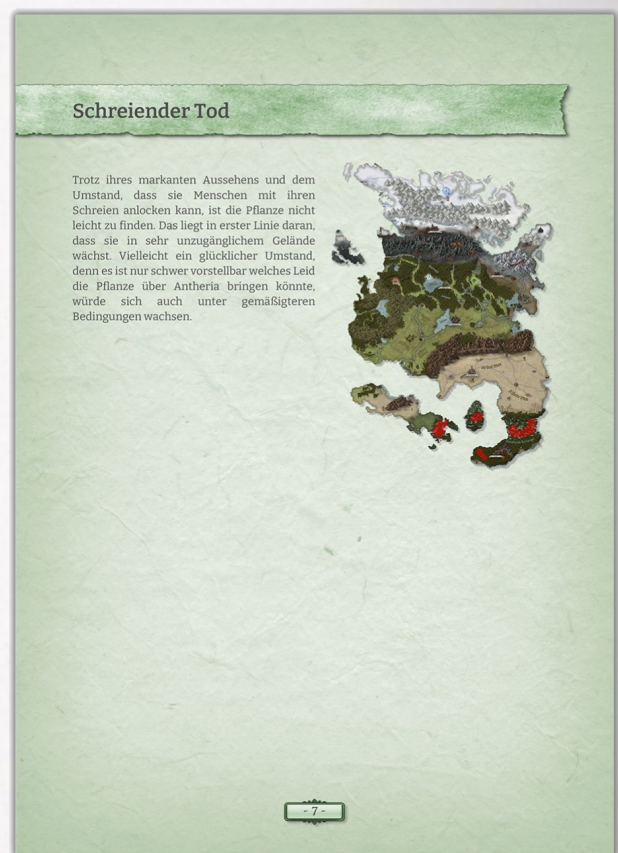 Schreiender Tod
Trotz ihres markanten Aussehens und dem
Umstand, dass sie Menschen mit ihren
Schreien anlocken kann, ist die Pflanze nicht
leicht zu finden. Das liegt in erster Linie daran,
dass sie in sehr unzugänglichem Gelände
wächst. Vielleicht ein glücklicher Umstand,
denn es ist nur schwer vorstellbar welches Leid
die Pflanze über Antheria bringen könnte,
würde sich auch unter gemäßigteren
Bedingungen wachsen.
- 7 -